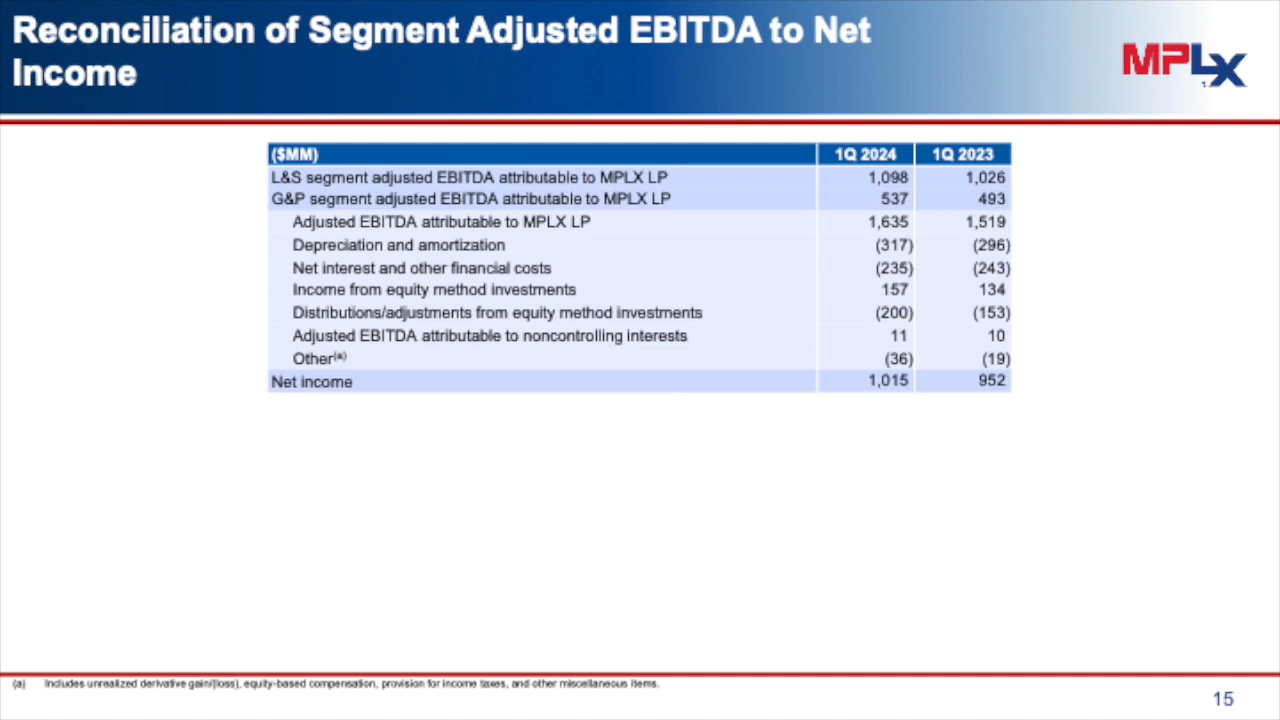 Reconciliation of Segment Adjusted EBITDA to Net
Income
MPLX
($MM) 1Q 2024 1Q 2023
L&S segment adjusted EBITDA attributable to MPLX LP 1,098 1,026
G&P segment adjusted EBITDA attributable to MPLX LP 537 493
Adjusted EBITDA attributable to MPLX LP 1,635 1,519
Depreciation and amortization (317) (296)
Net interest and other financial costs (235) (243)
Income from equity method investments 157 134
Distributions/adjustments from equity method investments (200) (153)
Adjusted EBITDA attributable to noncontrolling interests 11 10
Other(a) (36) (19)
Net income 1,015 952
(a) Includes unrealized derivative gain/(loss), equity-based compensation, provision for income taxes, and other miscellaneous items.
15